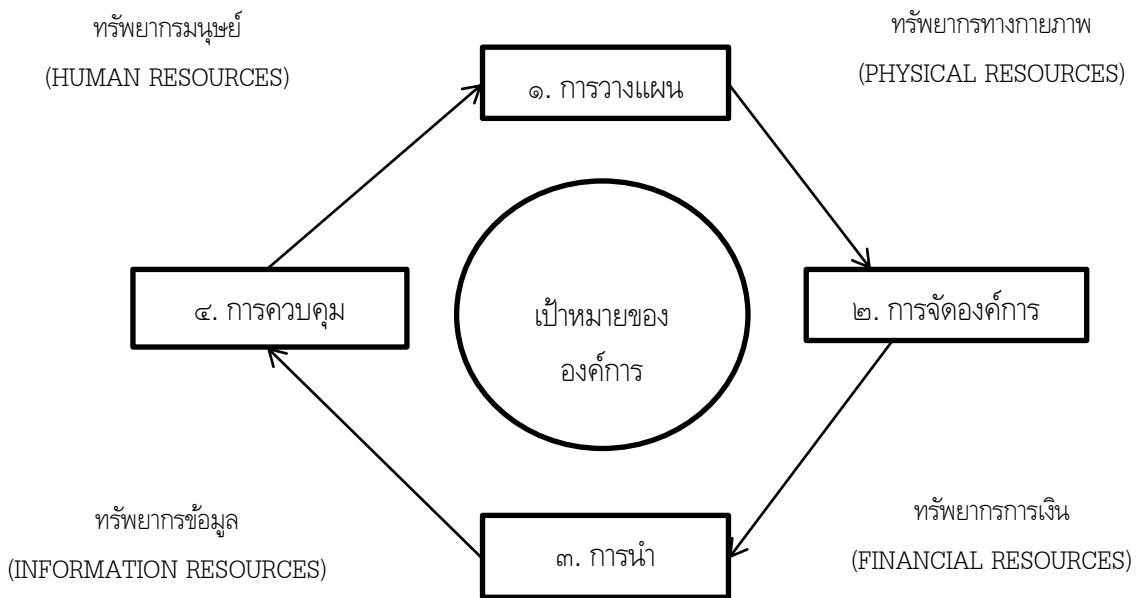 ทรัพยากรมนุษย์
(HUMAN RESOURCES)
ทรัพยากรทางกายภาพ
(PHYSICAL RESOURCES)
๑. การวางแผน
๔. การควบคุม
เป้าหมายของ
องค์การ
๒. การจัดองค์การ
ทรัพยากรข้อมูล
(INFORMATION RESOURCES)
๓. การนำ
ทรัพยากรการเงิน
(FINANCIAL RESOURCES)